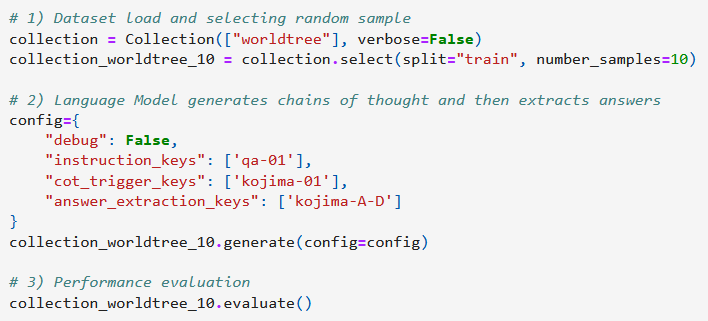 # 1) Dataset load and selecting random sample
collection = Collection(["worldtree"], verbose=False)
collection_worldtree_10 = collection.select(split="train", number_samples=10)

# 2) Language Model generates chains of thought and then extracts answers
config={
    "debug": False,
    "instruction_keys": ['qa-01'],
    "cot_trigger_keys": ['kojima-01'],
    "answer_extraction_keys": ['kojima-A-D']
}
collection_worldtree_10.generate(config=config)

# 3) Performance evaluation
collection_worldtree_10.evaluate()